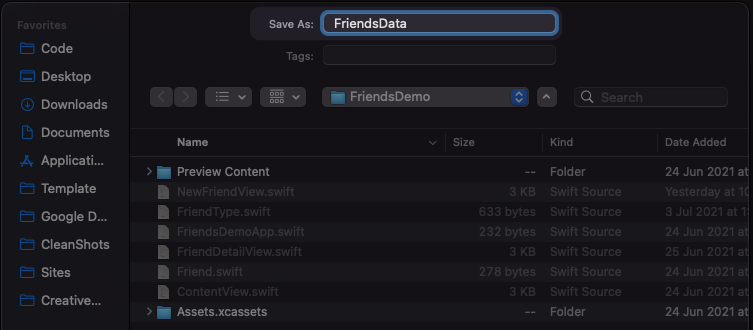 Favorites
Code
Desktop
Downloads
Documents
Applicati...
Template
Google D...
CleanShots
Sites
Creative...
Save As: FriendsData
Tags:
FriendsDemo
Search
Name Size Kind Date Added
Preview Content -- Folder 24 Jun 2021 at
NewFriendView.swift 3 KB Swift Source Yesterday at 10
FriendType.swift 633 bytes Swift Source 3 Jul 2021 at 13
FriendsDemoApp.swift 232 bytes Swift Source 24 Jun 2021 at
FriendDetailView.swift 3 KB Swift Source 25 Jun 2021 at
Friend.swift 278 bytes Swift Source 24 Jun 2021 at
ContentView.swift 3 KB Swift Source 24 Jun 2021 at
Assets.xcassets -- Folder 24 Jun 2021 at